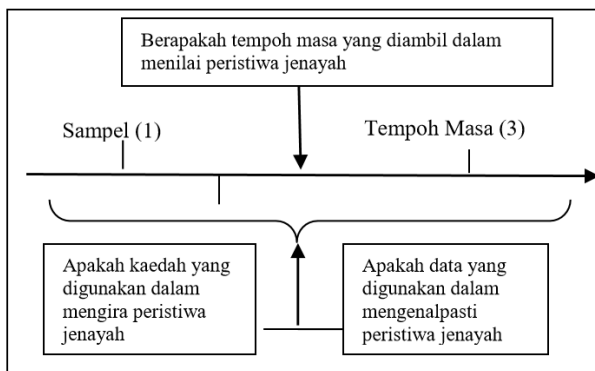 Berapakah tempoh masa yang diambil dalam
menilai peristiwa jenayah
Sampel (1)
Tempoh Masa (3)
Apakah kaedah yang
digunakan dalam
mengira peristiwa
jenayah
Apakah data yang
digunakan dalam
mengenalpasti
peristiwa jenayah